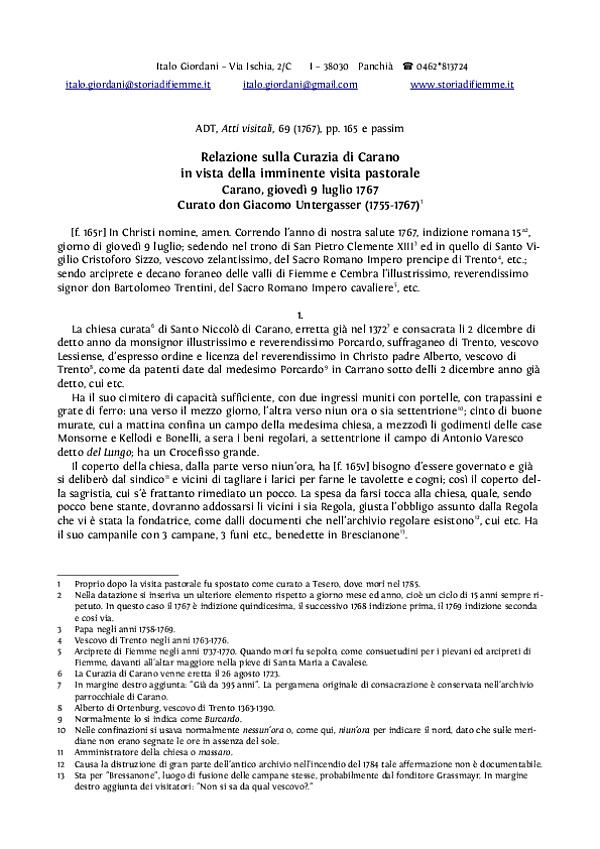 Italo Giordani – Via Ischia, 2/C I – 38030 Panchià ☎ 0462*813724
italo.giordani@storiadifiemme.it italo.giordani@gmail.com www.storiadifiemme.it
ADT, Atti visitali, 69 (1767), pp. 165 e passim
Relazione sulla Curazia di Carano
in vista della imminente visita pastorale
Carano, giovedì 9 luglio 1767
Curato don Giacomo Untergasser (1755-1767)1
[f. 165r] In Christi nomine, amen. Correndo l'anno di nostra salute 1767, indizione romana 15a2,
giorno di giovedì 9 luglio; sedendo nel trono di San Pietro Clemente XIII3 ed in quello di Santo Vi-
gilio Cristoforo Sizzo, vescovo zelantissimo, del Sacro Romano Impero prencipe di Trento4, etc.;
sendo arciprete e decano foraneo delle valli di Fiemme e Cembra l'illustrissimo, reverendissimo
signor don Bartolomeo Trentini, del Sacro Romano Impero cavaliere5, etc.
1.
La chiesa curata6 di Santo Niccolò di Carano, erretta già nel 13727 e consacrata li 2 dicembre di
detto anno da monsignor illustrissimo e reverendissimo Porcardo, suffraganeo di Trento, vescovo
Lessiense, d'espresso ordine e licenza del reverendissimo in Christo padre Alberto, vescovo di
Trento8, come da patenti date dal medesimo Porcardo9 in Carrano sotto delli 2 dicembre anno già
detto, cui etc.
Ha il suo cimitero di capacità sufficiente, con due ingressi muniti con portelle, con trapassini e
grate di ferro: una verso il mezzo giorno, l'altra verso niun ora o sia settentrione10; cinto di buone
murate, cui a mattina confina un campo della medesima chiesa, a mezzodì li godimenti delle case
Monsorne e Kellodi e Bonelli, a sera i beni regolari, a settentrione il campo di Antonio Varesco
detto del Lungo; ha un Crocefisso grande.
Il coperto della chiesa, dalla parte verso niun'ora, ha [f. 165v] bisogno d'essere governato e già
si deliberò dal sindico11 e vicini di tagliare i larici per farne le tavolette e cogni; così il coperto del-
la sagristia, cui s'è frattanto rimediato un pocco. La spesa da farsi tocca alla chiesa, quale, sendo
pocco bene stante, dovranno addossarsi li vicini i sia Regola, giusta l'obbligo assunto dalla Regola
che vi è stata la fondatrice, come dalli documenti che nell'archivio regolare esistono12, cui etc. Ha
il suo campanile con 3 campane, 3 funi etc., benedette in Brescianone13.
1 Proprio dopo la visita pastorale fu spostato come curato a Tesero, dove morì nel 1785.
2 Nella datazione si inseriva un ulteriore elemento rispetto a giorno mese ed anno, cioè un ciclo di 15 anni sempre ri-
petuto. In questo caso il 1767 è indizione quindicesima, il successivo 1768 indizione prima, il 1769 indizione seconda
e così via.
3 Papa negli anni 1758-1769.
4 Vescovo di Trento negli anni 1763-1776.
5 Arciprete di Fiemme negli anni 1737-1770. Quando morì fu sepolto, come consuetudini per i pievani ed arcipreti di
Fiemme, davanti all'altar maggiore nella pieve di Santa Maria a Cavalese.
6 La Curazia di Carano venne eretta il 26 agosto 1723.
7 In margine destro aggiunta: "Già da 395 anni". La pergamena originale di consacrazione è conservata nell'archivio
parrocchiale di Carano.
8 Alberto di Ortenburg, vescovo di Trento 1363-1390.
9 Normalmente lo si indica come Burcardo.
10 Nelle confinazioni si usava normalmente nessun'ora o, come qui, niun'ora per indicare il nord, dato che sulle meri-
diane non erano segnate le ore in assenza del sole.
11 Amministratore della chiesa o massaro.
12 Causa la distruzione di gran parte dell'antico archivio nell'incendio del 1784 tale affermazione non è documentabile.
13 Sta per "Bressanone", luogo di fusione delle campane stesse, probabilmente dal fonditore Grassmayr. In margine
destro aggiunta dei visitatori: "Non si sa da qual vescovo?."